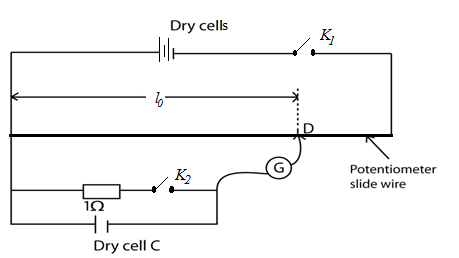 Dry cells
K1
l0
D
G
K2
1Ω
Potentiometer
slide wire
Dry cell C